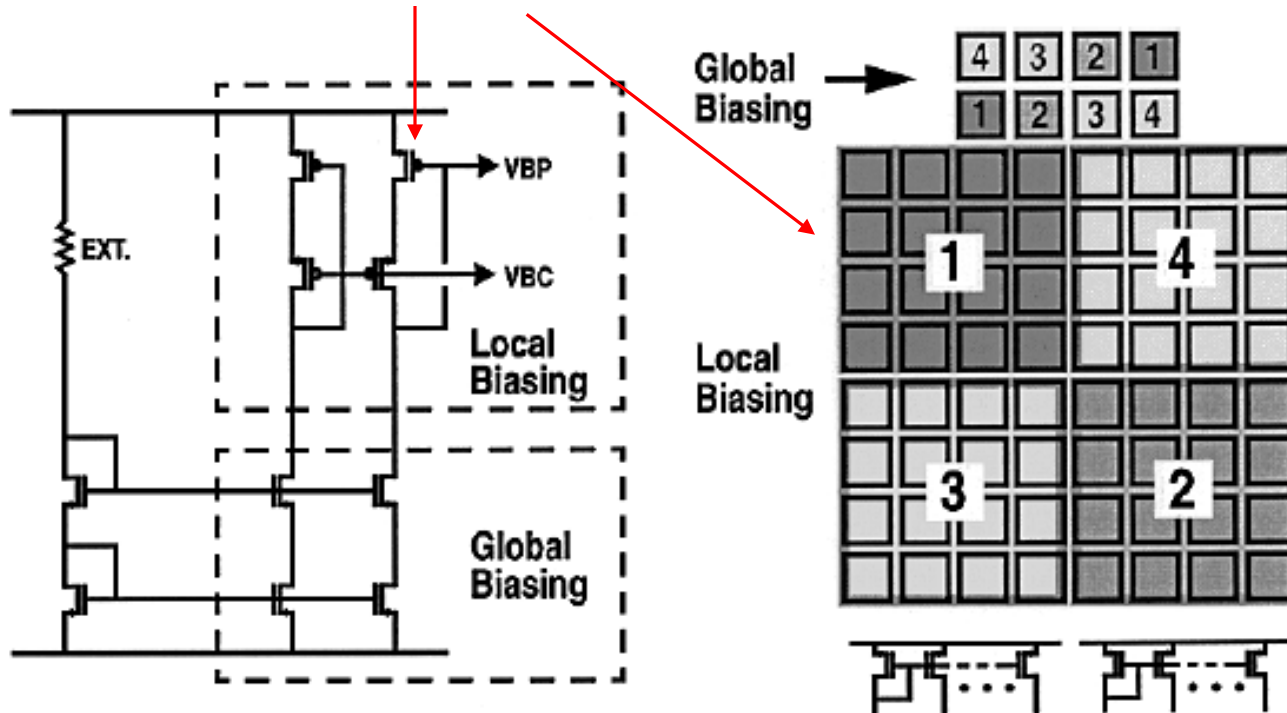 EXT.
VBP
VBC
Local
Biasing
Global
Biasing
Global
Biasing
4 3 2 1
1 2 3 4
Local
Biasing
1 4
3 2